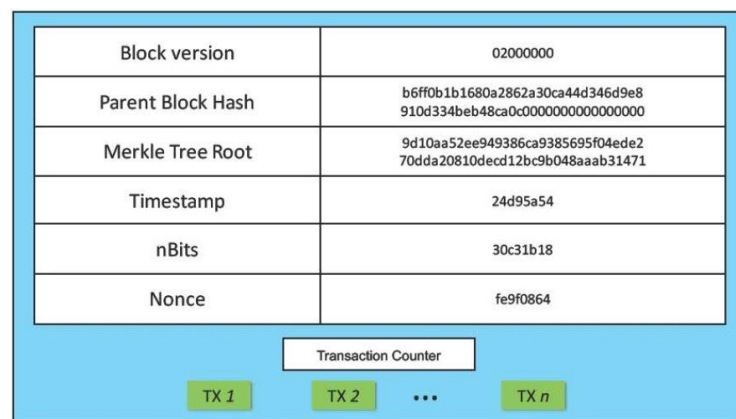 Block version 02000000
Parent Block Hash b6ff0b1b1680a2862a30ca44d346d9e8
910d334beb48ca0c0000000000000000
Merkle Tree Root 9d10aa52ee949386ca9385695f04ede2
70dda20810decd12bc9b048aaab31471
Timestamp 24d95a54
nBits 30c31b18
Nonce fe9f0864
Transaction Counter
TX 1 TX 2 ••• TX n